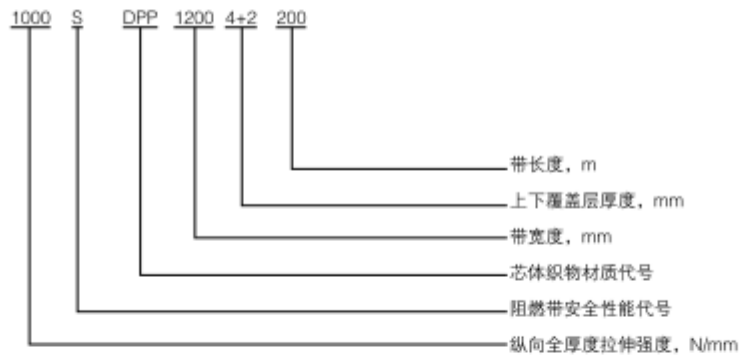 1000 S DPP 1200 4+2 200
带长度，m
上下覆盖层厚度，mm
带宽度，mm
芯体织物材质代号
阻燃带安全性能代号
纵向全厚度拉伸强度，N/mm